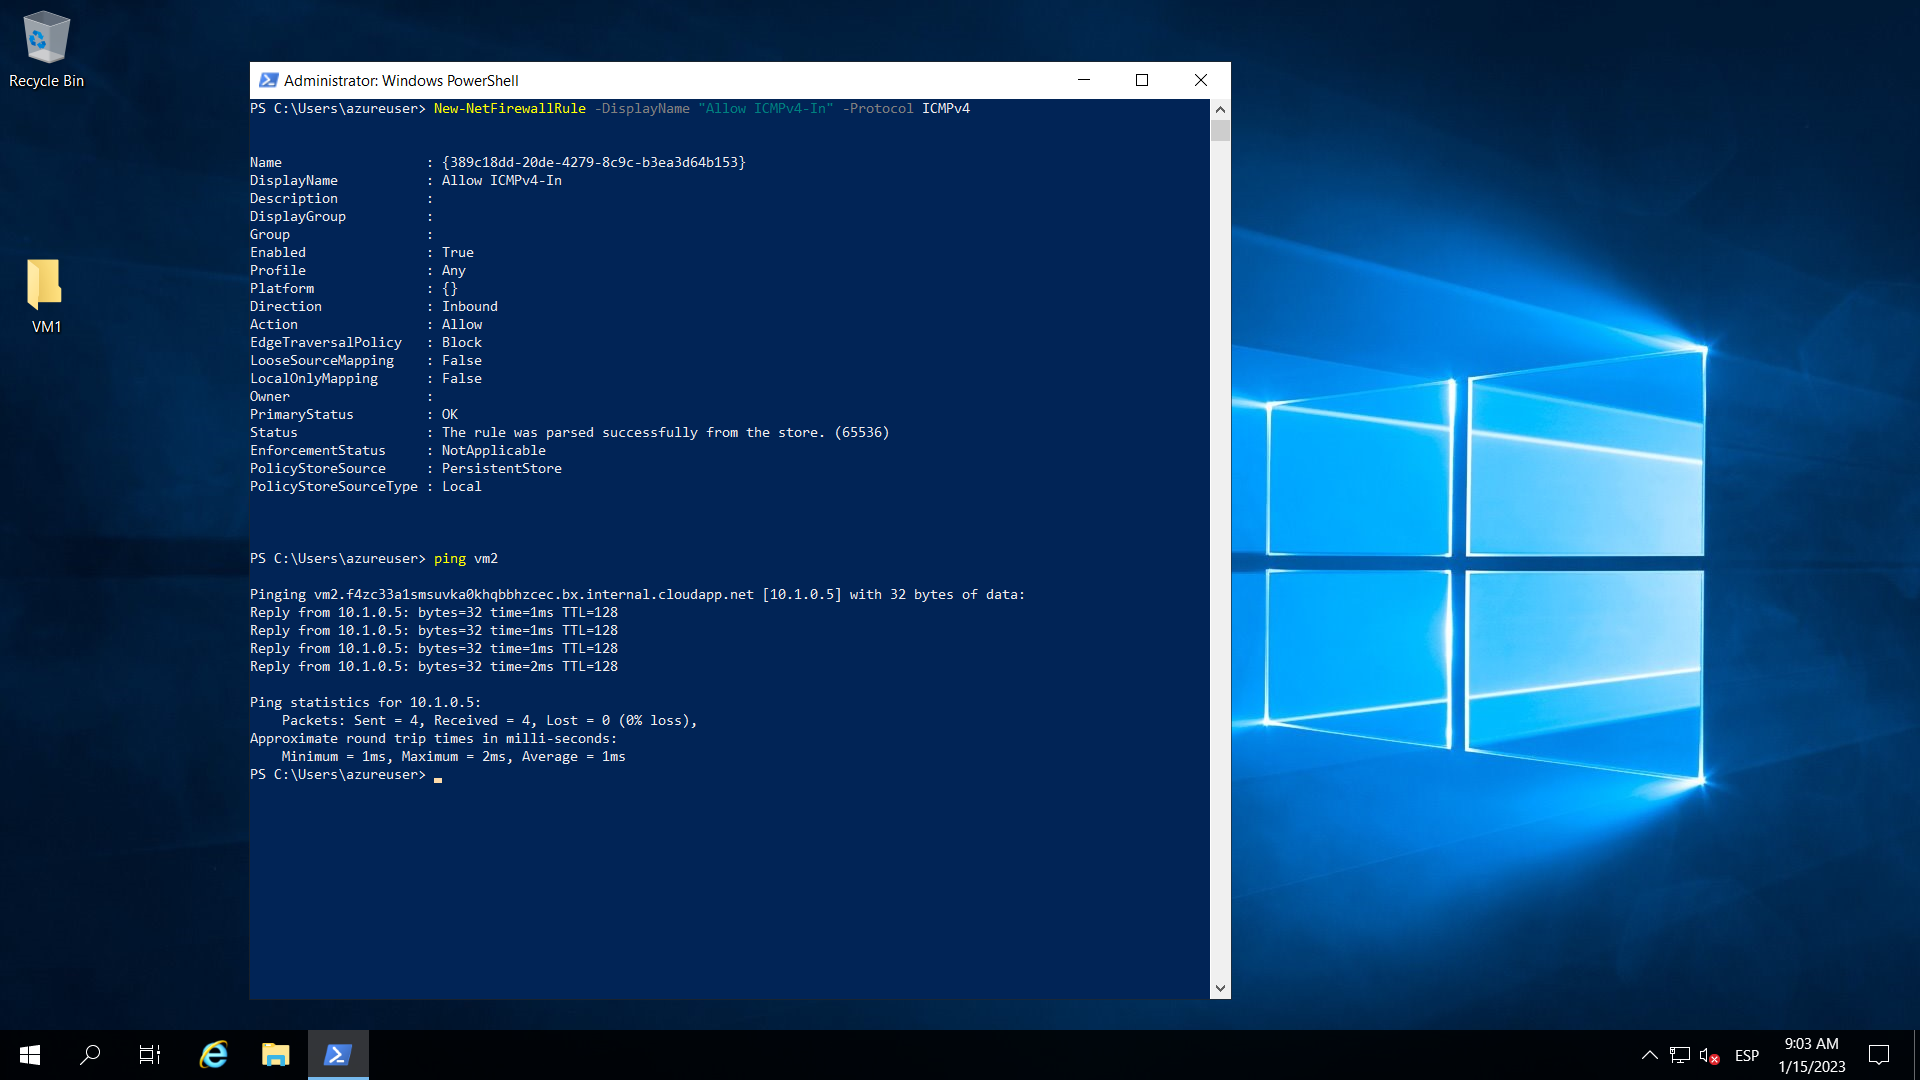 Recycle Bin
VM1
Administrator: Windows PowerShell
PS C:\Users\azureuser> New-NetFirewallRule -DisplayName "Allow ICMPv4-In" -Protocol ICMPv4
Name : {389c18dd-20de-4279-8c9c-b3ea3d64b153}
DisplayName : Allow ICMPv4-In
Description :
DisplayGroup :
Group :
Enabled : True
Profile : Any
Platform : {}
Direction : Inbound
Action : Allow
EdgeTraversalPolicy : Block
LooseSourceMapping : False
LocalOnlyMapping : False
Owner :
PrimaryStatus : OK
Status : The rule was parsed successfully from the store. (65536)
EnforcementStatus : NotApplicable
PolicyStoreSource : PersistentStore
PolicyStoreSourceType : Local
PS C:\Users\azureuser> ping vm2
Pinging vm2.f4zc33a1smsuvka0khqbbhzcec.bx.internal.cloudapp.net [10.1.0.5] with 32 bytes of data:
Reply from 10.1.0.5: bytes=32 time=1ms TTL=128
Reply from 10.1.0.5: bytes=32 time=1ms TTL=128
Reply from 10.1.0.5: bytes=32 time=1ms TTL=128
Reply from 10.1.0.5: bytes=32 time=2ms TTL=128
Ping statistics for 10.1.0.5:
Packets: Sent = 4, Received = 4, Lost = 0 (0% loss),
Approximate round trip times in milli-seconds:
Minimum = 1ms, Maximum = 2ms, Average = 1ms
PS C:\Users\azureuser>
ESP
9:03 AM
1/15/2023